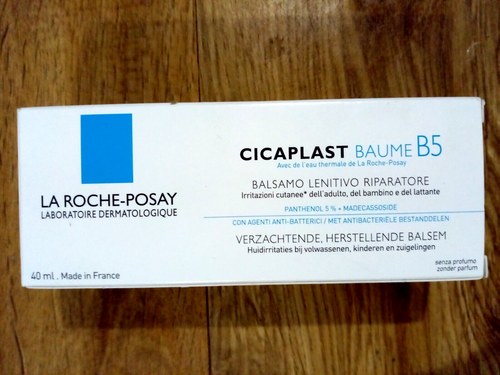 LA ROCHE-POSAY
LABORATOIRE DERMATOLOGIQUE
40 ml . Made in France
CICAPLAST BAUME B5
Avec de l'eau thermale de La Roche-Posay
BALSAMO LENITIVO RIPARATORE
Irritazioni cutanee* dell'adulto, del bambino e del lattante
PANTHENOL 5% + MADECASSOSIDE
CON AGENTI ANTI-BATTERICI / MET ANTIBACTERIËLE BESTANDDELEN
VERZACHTENDE, HERSTELLENDE BALSEM
Huidirritaties bij volwassenen, kinderen en zuigelingen
senza profumo
zonder parfum